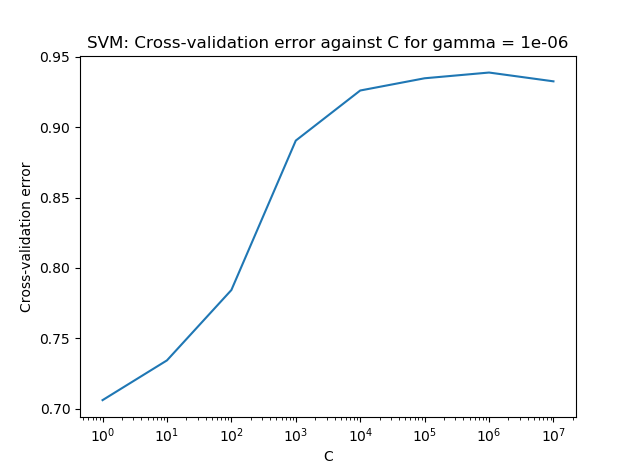 SVM: Cross-validation error against C for gamma = 1e-06
Cross-validation error
0.95
0.90
0.85
0.80
0.75
0.70
10⁰ 10¹ 10² 10³ 10⁴ 10⁵ 10⁶ 10⁷
C